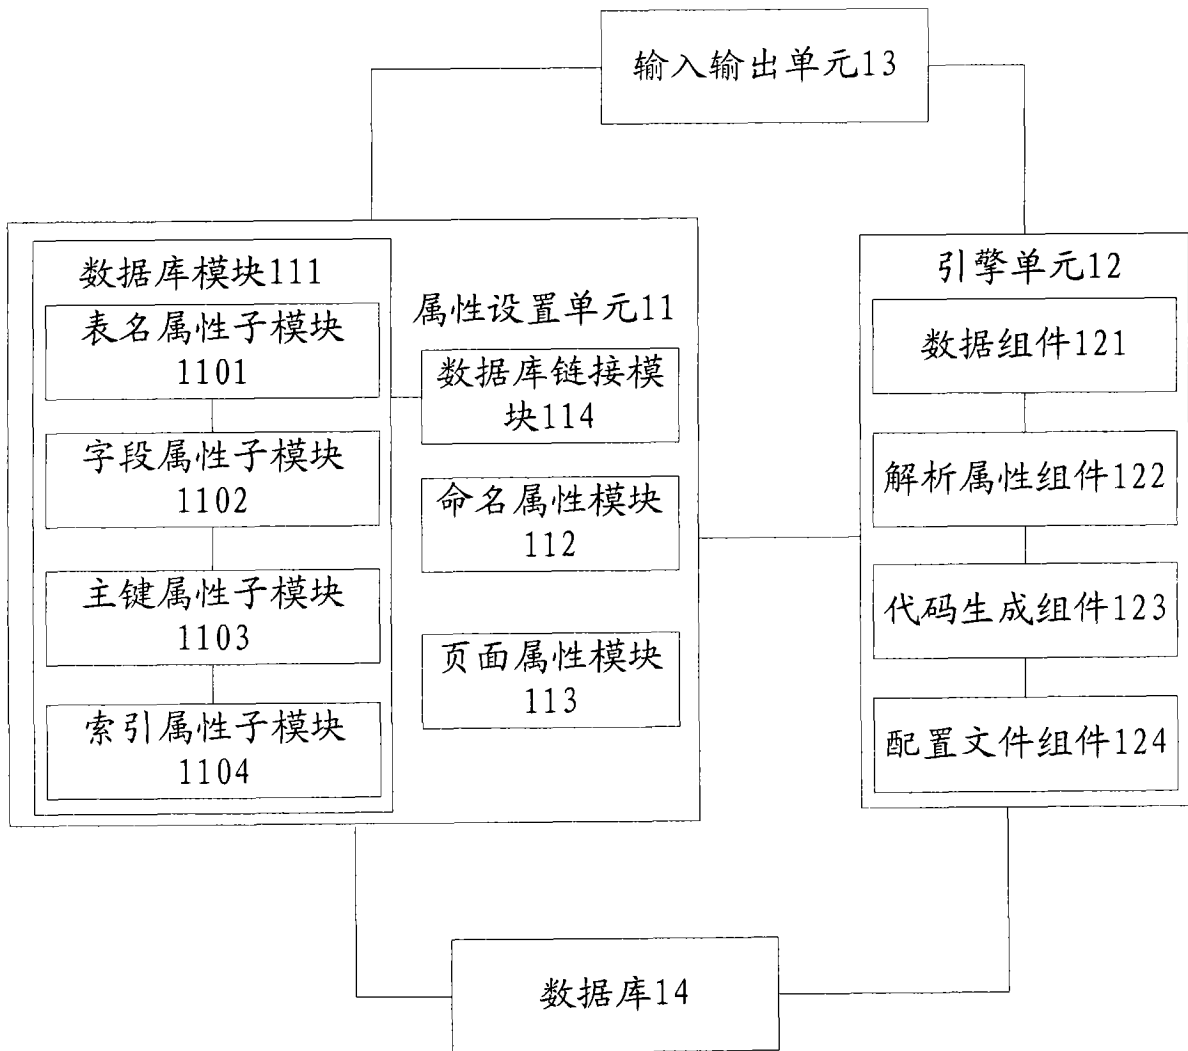 输入输出单元13
数据库模块111
表名属性子模块
1101
字段属性子模块
1102
主键属性子模块
1103
索引属性子模块
1104
属性设置单元11
数据库链接模
块114
命名属性模块
112
页面属性模块
113
引擎单元12
数据组件121
解析属性组件122
代码生成组件123
配置文件组件124
数据库14